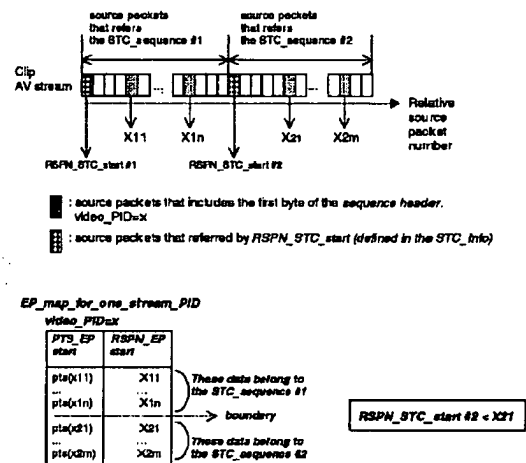 source packets
that refers
the STC_sequence #1
source packets
that refers
the STC_sequence #2
Clip
AV stream
...
...
Relative
source
packet
number
X11
X1n
X21
X2m
RSPN_STC_start #1
RSPN_STC_start #2
: source packets that includes the first byte of the sequence header.
video_PID=x
: source packets that referred by RSPN_STC_start (defined in the STC_Info)
EP_map_for_one_stream_PID
video_PID=x
PTS_EP
start
RSPN_EP
start
pts(x11)
X11
...
...
pts(x1n)
X1n
These data belong to
the STC_sequence #1
boundary
pts(x21)
X21
...
...
pts(x2m)
X2m
These data belong to
the STC_sequence #2
RSPN_STC_start #2 < X21